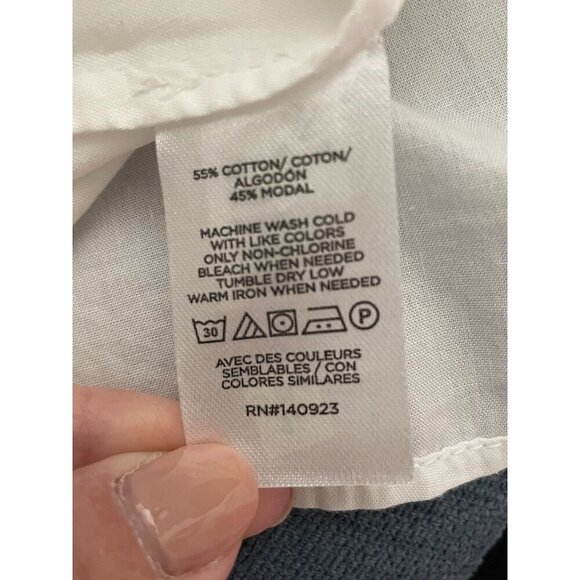 55% COTTON/ COTON/
ALGODÓN
45% MODAL
MACHINE WASH COLD
WITH LIKE COLORS
ONLY NON-CHLORINE
BLEACH WHEN NEEDED
TUMBLE DRY LOW
WARM IRON WHEN NEEDED
30 P
AVEC DES COULEURS
SEMBLABLES / CON
COLORES SIMILARES
RN#140923